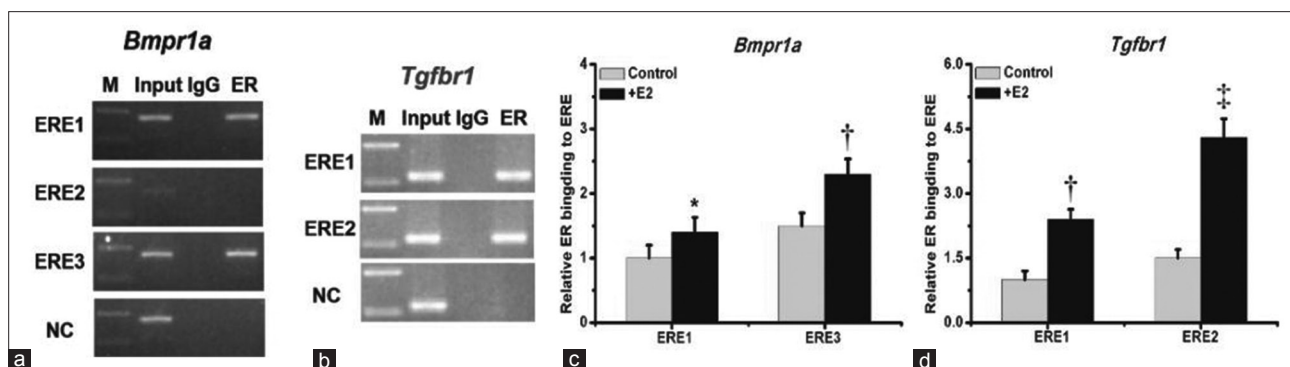 Bmpr1a
M Input IgG ER
ERE1
ERE2
ERE3
NC
a
Tgfbr1
M Input IgG ER
ERE1
ERE2
NC
b
Bmpr1a
Control
+E2
Relative ER bingding to ERE
4
3
2
1
0
*
†
ERE1 ERE3
c
Tgfbr1
Control
+E2
Relative ER bingding to ERE
6.0
4.5
3.0
1.5
0.0
†
‡
ERE1 ERE2
d